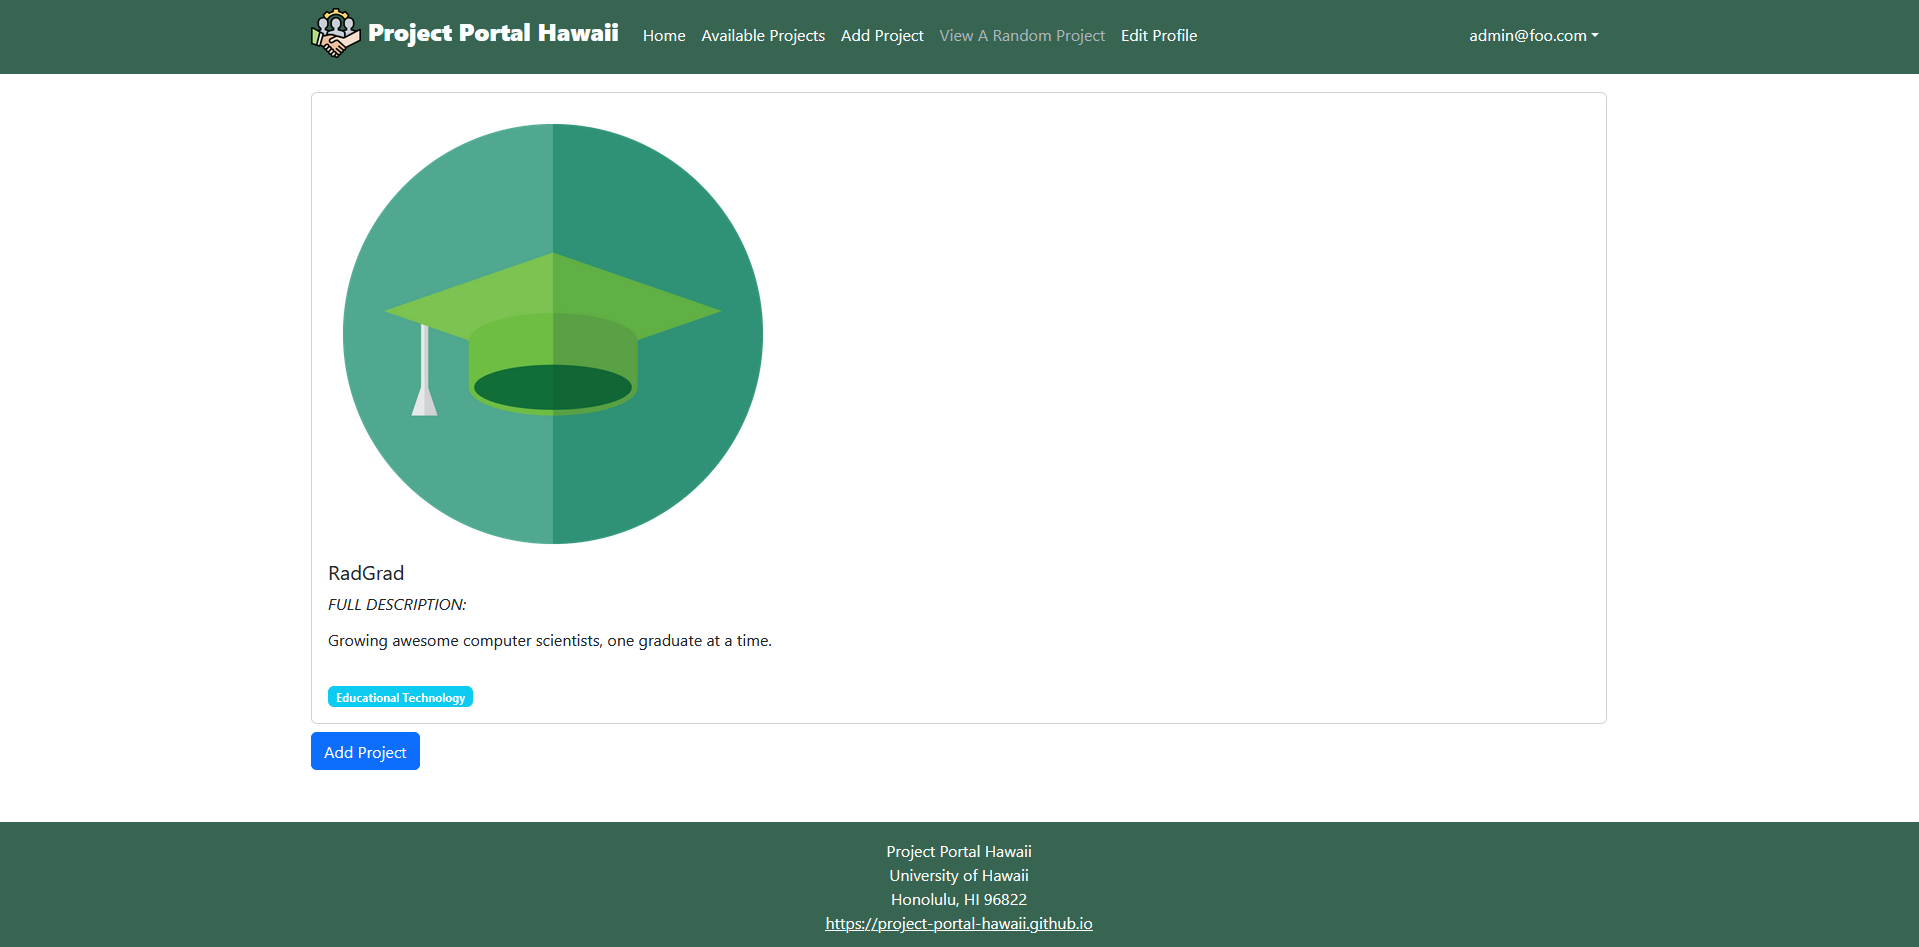 Project Portal Hawaii Home Available Projects Add Project View A Random Project Edit Profile admin@foo.com
RadGrad
FULL DESCRIPTION:
Growing awesome computer scientists, one graduate at a time.
Educational Technology
Add Project
Project Portal Hawaii
University of Hawaii
Honolulu, HI 96822
https://project-portal-hawaii.github.io